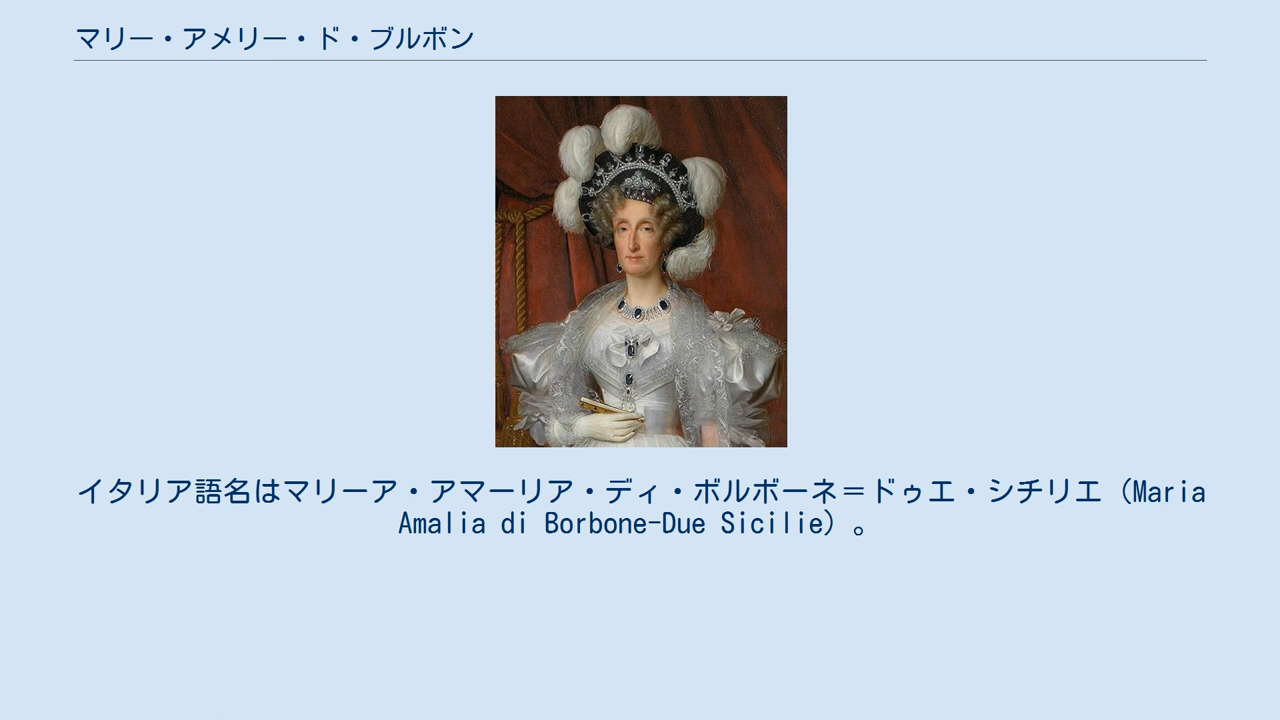 マリー・アメリー・ド・ブルボン
イタリア語名はマリーア・アマーリア・ディ・ボルボーネ＝ドゥエ・シチリエ（Maria
Amalia di Borbone-Due Sicilie）。